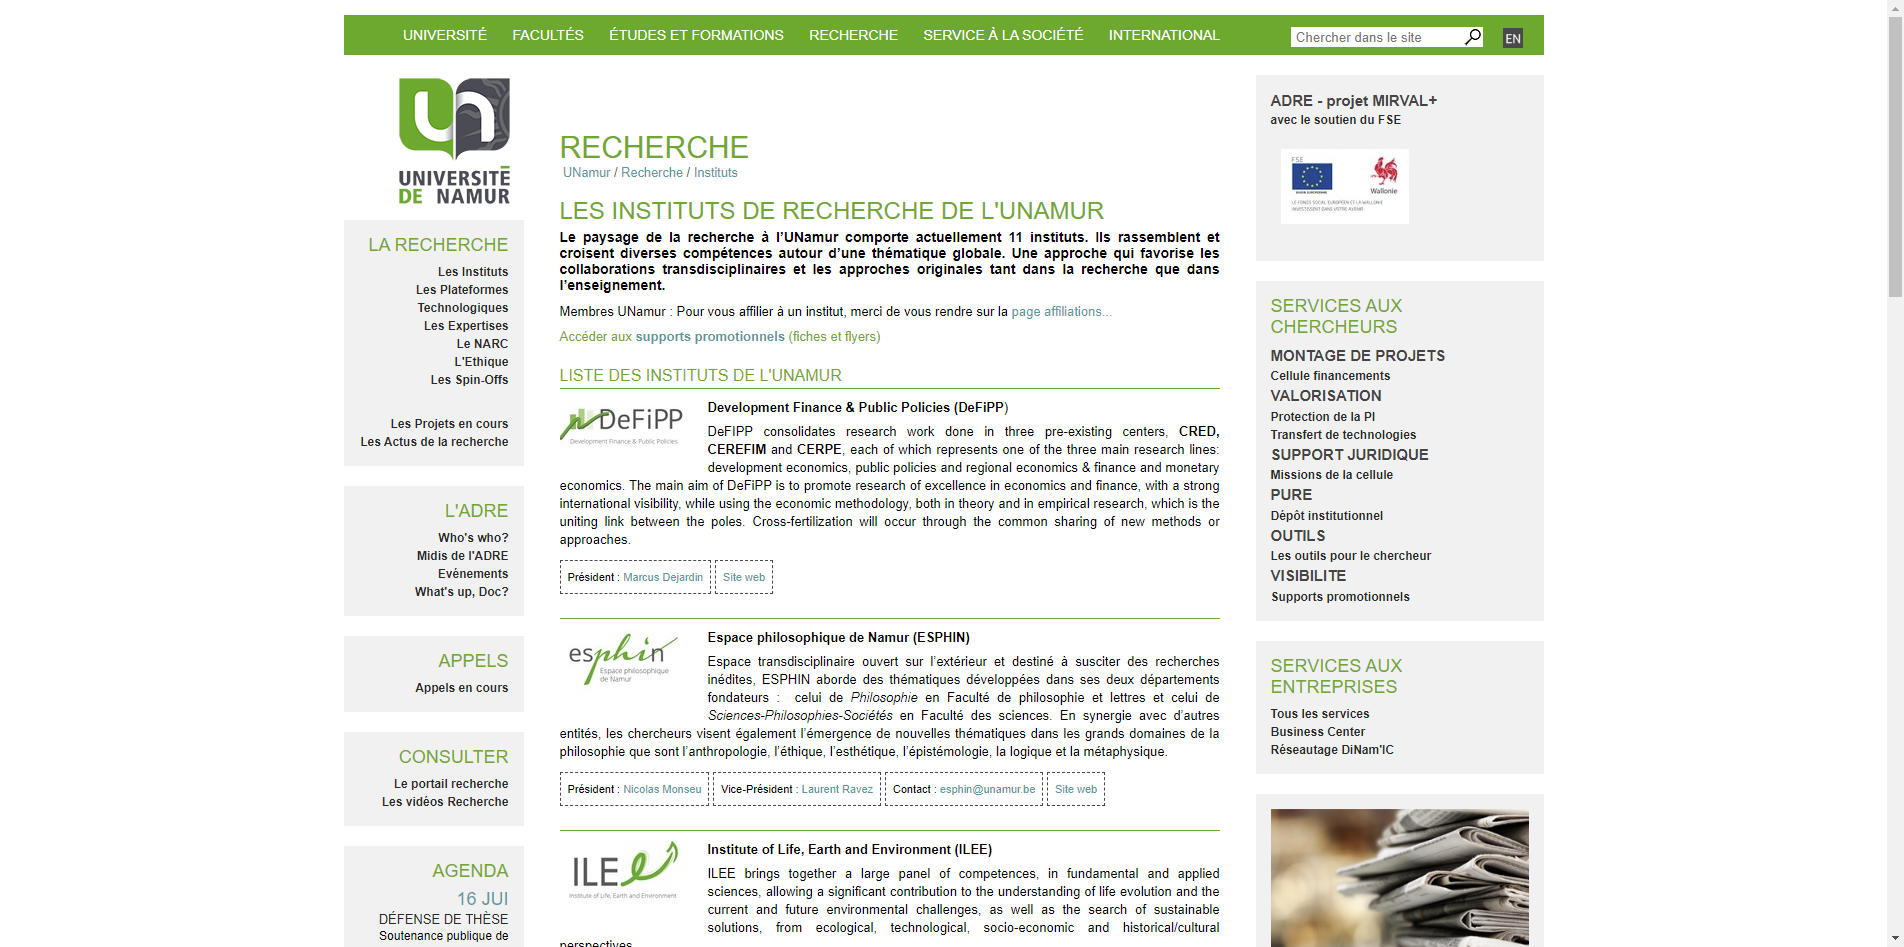 UNIVERSITÉ FACULTÉS ÉTUDES ET FORMATIONS RECHERCHE SERVICE À LA SOCIÉTÉ INTERNATIONAL
Chercher dans le site
EN
UNIVERSITÉ
DE NAMUR
LA RECHERCHE
Les Instituts
Les Plateformes
Technologiques
Les Expertises
Le NARC
L'Ethique
Les Spin-Offs
Les Projets en cours
Les Actus de la recherche
L'ADRE
Who's who?
Midis de l'ADRE
Evénements
What's up, Doc?
APPELS
Appels en cours
CONSULTER
Le portail recherche
Les vidéos Recherche
AGENDA
16 JUI
DÉFENSE DE THÈSE
Soutenance publique de
RECHERCHE
UNamur / Recherche / Instituts
LES INSTITUTS DE RECHERCHE DE L'UNAMUR
Le paysage de la recherche à l’UNamur comporte actuellement 11 instituts. Ils rassemblent et
croisent diverses compétences autour d’une thématique globale. Une approche qui favorise les
collaborations transdisciplinaires et les approches originales tant dans la recherche que dans
l’enseignement.
Membres UNamur : Pour vous affilier à un institut, merci de vous rendre sur la page affiliations...
Accéder aux supports promotionnels (fiches et flyers)
LISTE DES INSTITUTS DE L'UNAMUR
DeFiPP
Development Finance & Public Policies
Development Finance & Public Policies (DeFiPP)
DeFIPP consolidates research work done in three pre-existing centers, CRED,
CEREFIM and CERPE, each of which represents one of the three main research lines:
development economics, public policies and regional economics & finance and monetary
economics. The main aim of DeFiPP is to promote research of excellence in economics and finance, with a strong
international visibility, while using the economic methodology, both in theory and in empirical research, which is the
uniting link between the poles. Cross-fertilization will occur through the common sharing of new methods or
approaches.
Président : Marcus Dejardin
Site web
esphin
Espace philosophique
de Namur
Espace philosophique de Namur (ESPHIN)
Espace transdisciplinaire ouvert sur l’extérieur et destiné à susciter des recherches
inédites, ESPHIN aborde des thématiques développées dans ses deux départements
fondateurs : celui de Philosophie en Faculté de philosophie et lettres et celui de
Sciences-Philosophies-Sociétés en Faculté des sciences. En synergie avec d’autres
entités, les chercheurs visent également l’émergence de nouvelles thématiques dans les grands domaines de la
philosophie que sont l’anthropologie, l’éthique, l’esthétique, l’épistémologie, la logique et la métaphysique.
Président : Nicolas Monseu
Vice-Président : Laurent Ravez
Contact : esphin@unamur.be
Site web
ILEE
Institute of Life, Earth and Environment
Institute of Life, Earth and Environment (ILEE)
ILEE brings together a large panel of competences, in fundamental and applied
sciences, allowing a significant contribution to the understanding of life evolution and the
current and future environmental challenges, as well as the search of sustainable
solutions, from ecological, technological, socio-economic and historical/cultural
perspectives
ADRE - projet MIRVAL+
avec le soutien du FSE
FSE
UNION EUROPEENNE
Wallonie
LE FONDS SOCIAL EUROPÉEN ET LA WALLONIE
INVESTISSENT DANS VOTRE AVENIR
SERVICES AUX
CHERCHEURS
MONTAGE DE PROJETS
Cellule financements
VALORISATION
Protection de la PI
Transfert de technologies
SUPPORT JURIDIQUE
Missions de la cellule
PURE
Dépôt institutionnel
OUTILS
Les outils pour le chercheur
VISIBILITE
Supports promotionnels
SERVICES AUX
ENTREPRISES
Tous les services
Business Center
Réseautage DiNam'IC